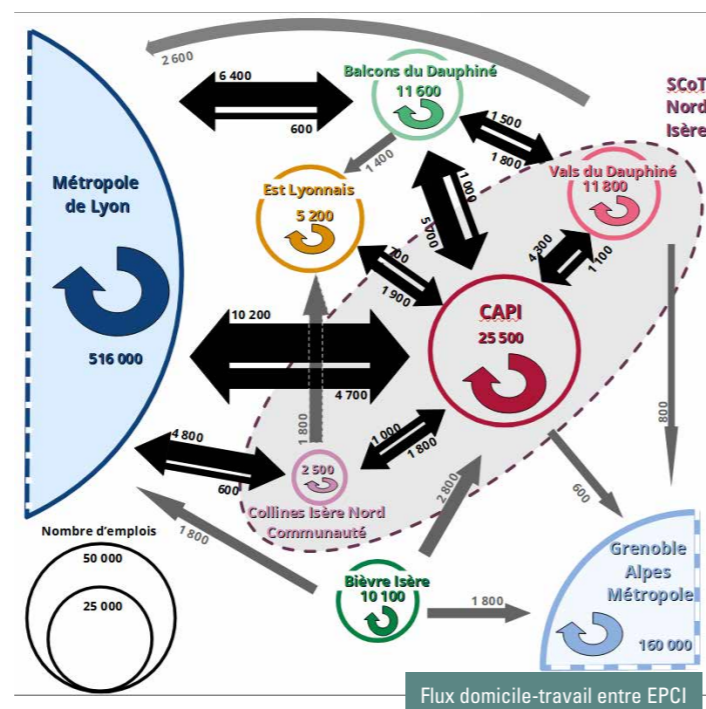 2 600
6 400
600
Balcons du Dauphiné
11 600
SCoT
Nord
Isère
1 500
1 800
1 400
Vals du Dauphiné
11 800
Métropole
de Lyon
516 000
Est Lyonnais
5 200
1 000
5 700
700
1 900
4 300
1 100
CAPI
25 500
10 200
4 700
1 800
4 800
600
1 000
1 800
2 500
Collines Isère Nord
Communauté
800
2 800
600
1 800
Nombre d'emplois
50 000
25 000
Bièvre Isère
10 100
1 800
Grenoble
Alpes
Métropole
160 000
Flux domicile-travail entre EPCI